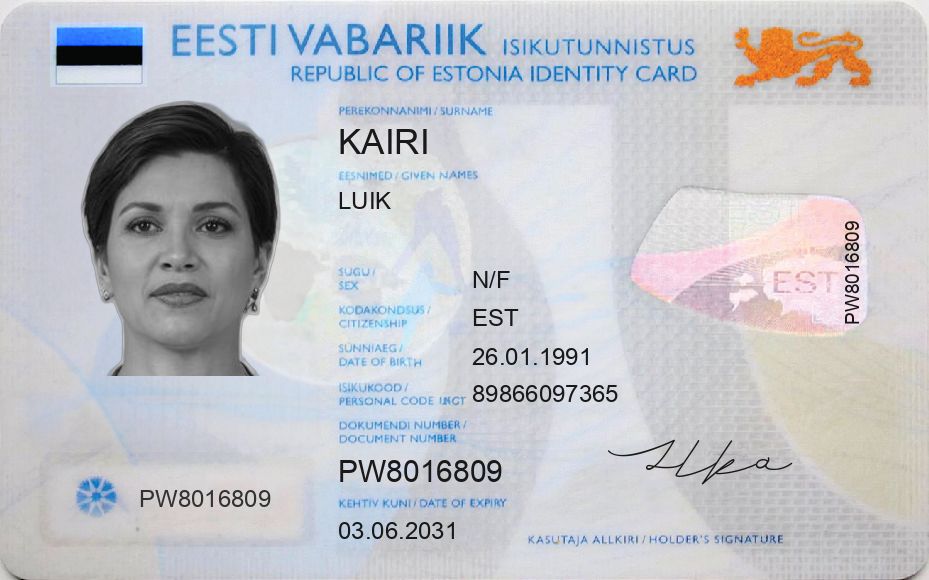 EESTI VABARIIK ISIKUTUNNISTUS
REPUBLIC OF ESTONIA IDENTITY CARD
PEREKONNANIMI / SURNAME
KAIRI
EESNIMED / GIVEN NAMES
LUIK
SUGU / SEX N/F
KODAKONDSUS / CITIZENSHIP EST
SÜNNIAEG / DATE OF BIRTH 26.01.1991
ISIKUKOOD / PERSONAL CODE 89866097365
DOKUMENDI NUMBER / DOCUMENT NUMBER
PW8016809
KEHTIV KUNI / DATE OF EXPIRY
03.06.2031
PW8016809
EST
PW8016809
KASUTAJA ALLKIRI / HOLDER'S SIGNATURE